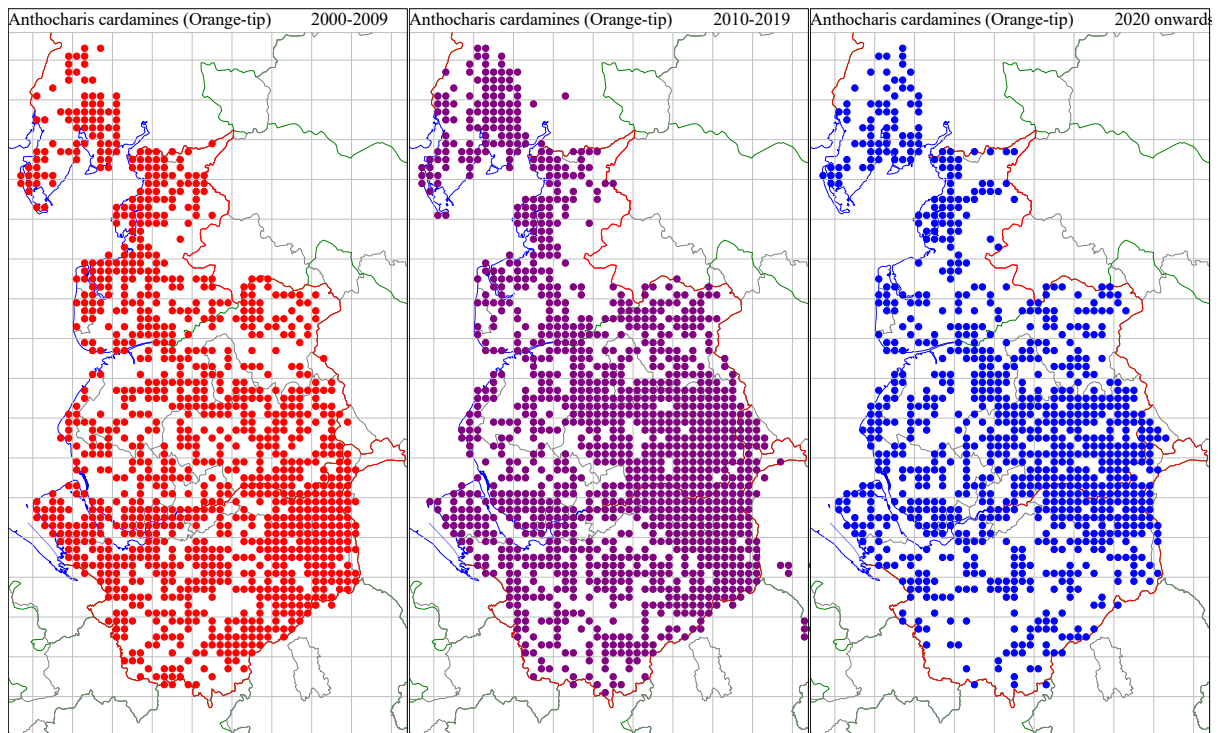 Anthocharis cardamines (Orange-tip) 2000-2009
Anthocharis cardamines (Orange-tip) 2010-2019
Anthocharis cardamines (Orange-tip) 2020 onwards